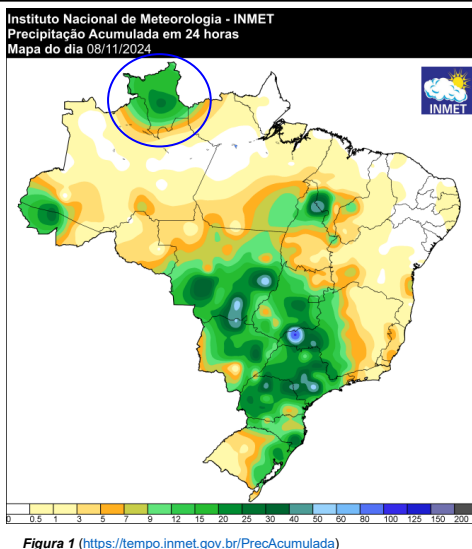 Instituto Nacional de Meteorologia - INMET
Precipitação Acumulada em 24 horas
Mapa do dia 08/11/2024
INMET
0 0.5 1 3 5 7 9 12 15 20 25 30 40 50 60 80 100 125 150 200
Figura 1 (https://tempo.inmet.gov.br/PrecAcumulada)